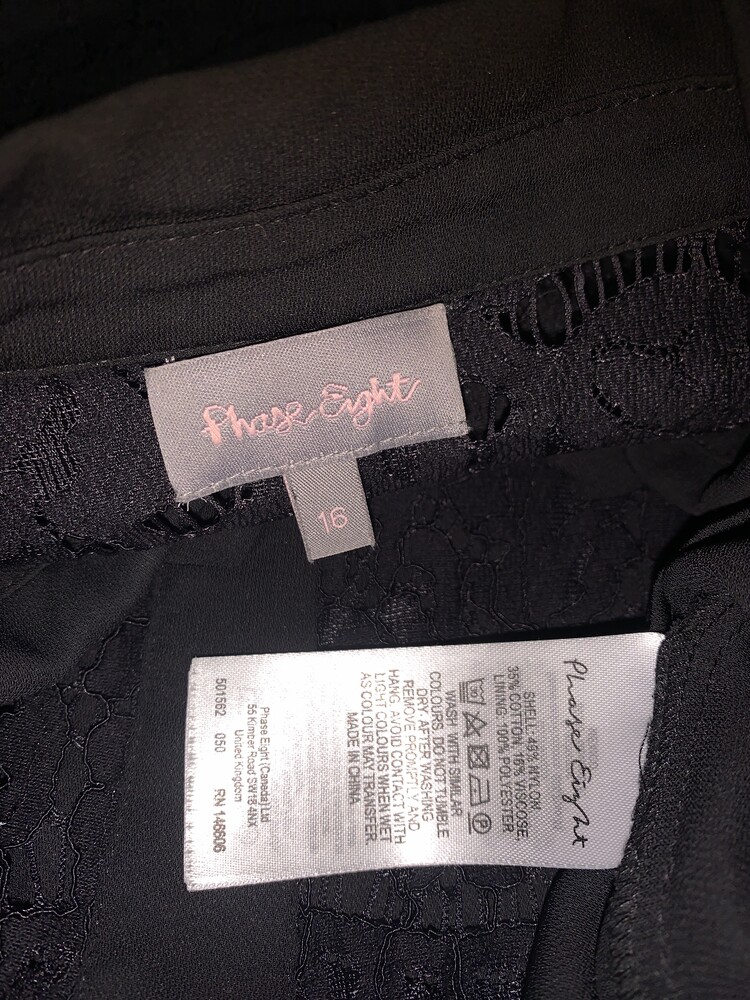 Phase Eight
16
Phase Eight
SHELL: 49% NYLON.
35% COTTON. 16% VISCOSE.
LINING: 100% POLYESTER
WASH WITH SIMILAR
COLOURS. DO NOT TUMBLE
DRY. AFTER WASHING
REMOVE PROMPTLY AND
HANG. AVOID CONTACT WITH
LIGHT COLOURS WHEN WET
AS COLOUR MAY TRANSFER.
MADE IN CHINA
Phase Eight (Canada) Ltd
55 Kimber Road SW18 4NX
United Kingdom
501562 050 RN 146606